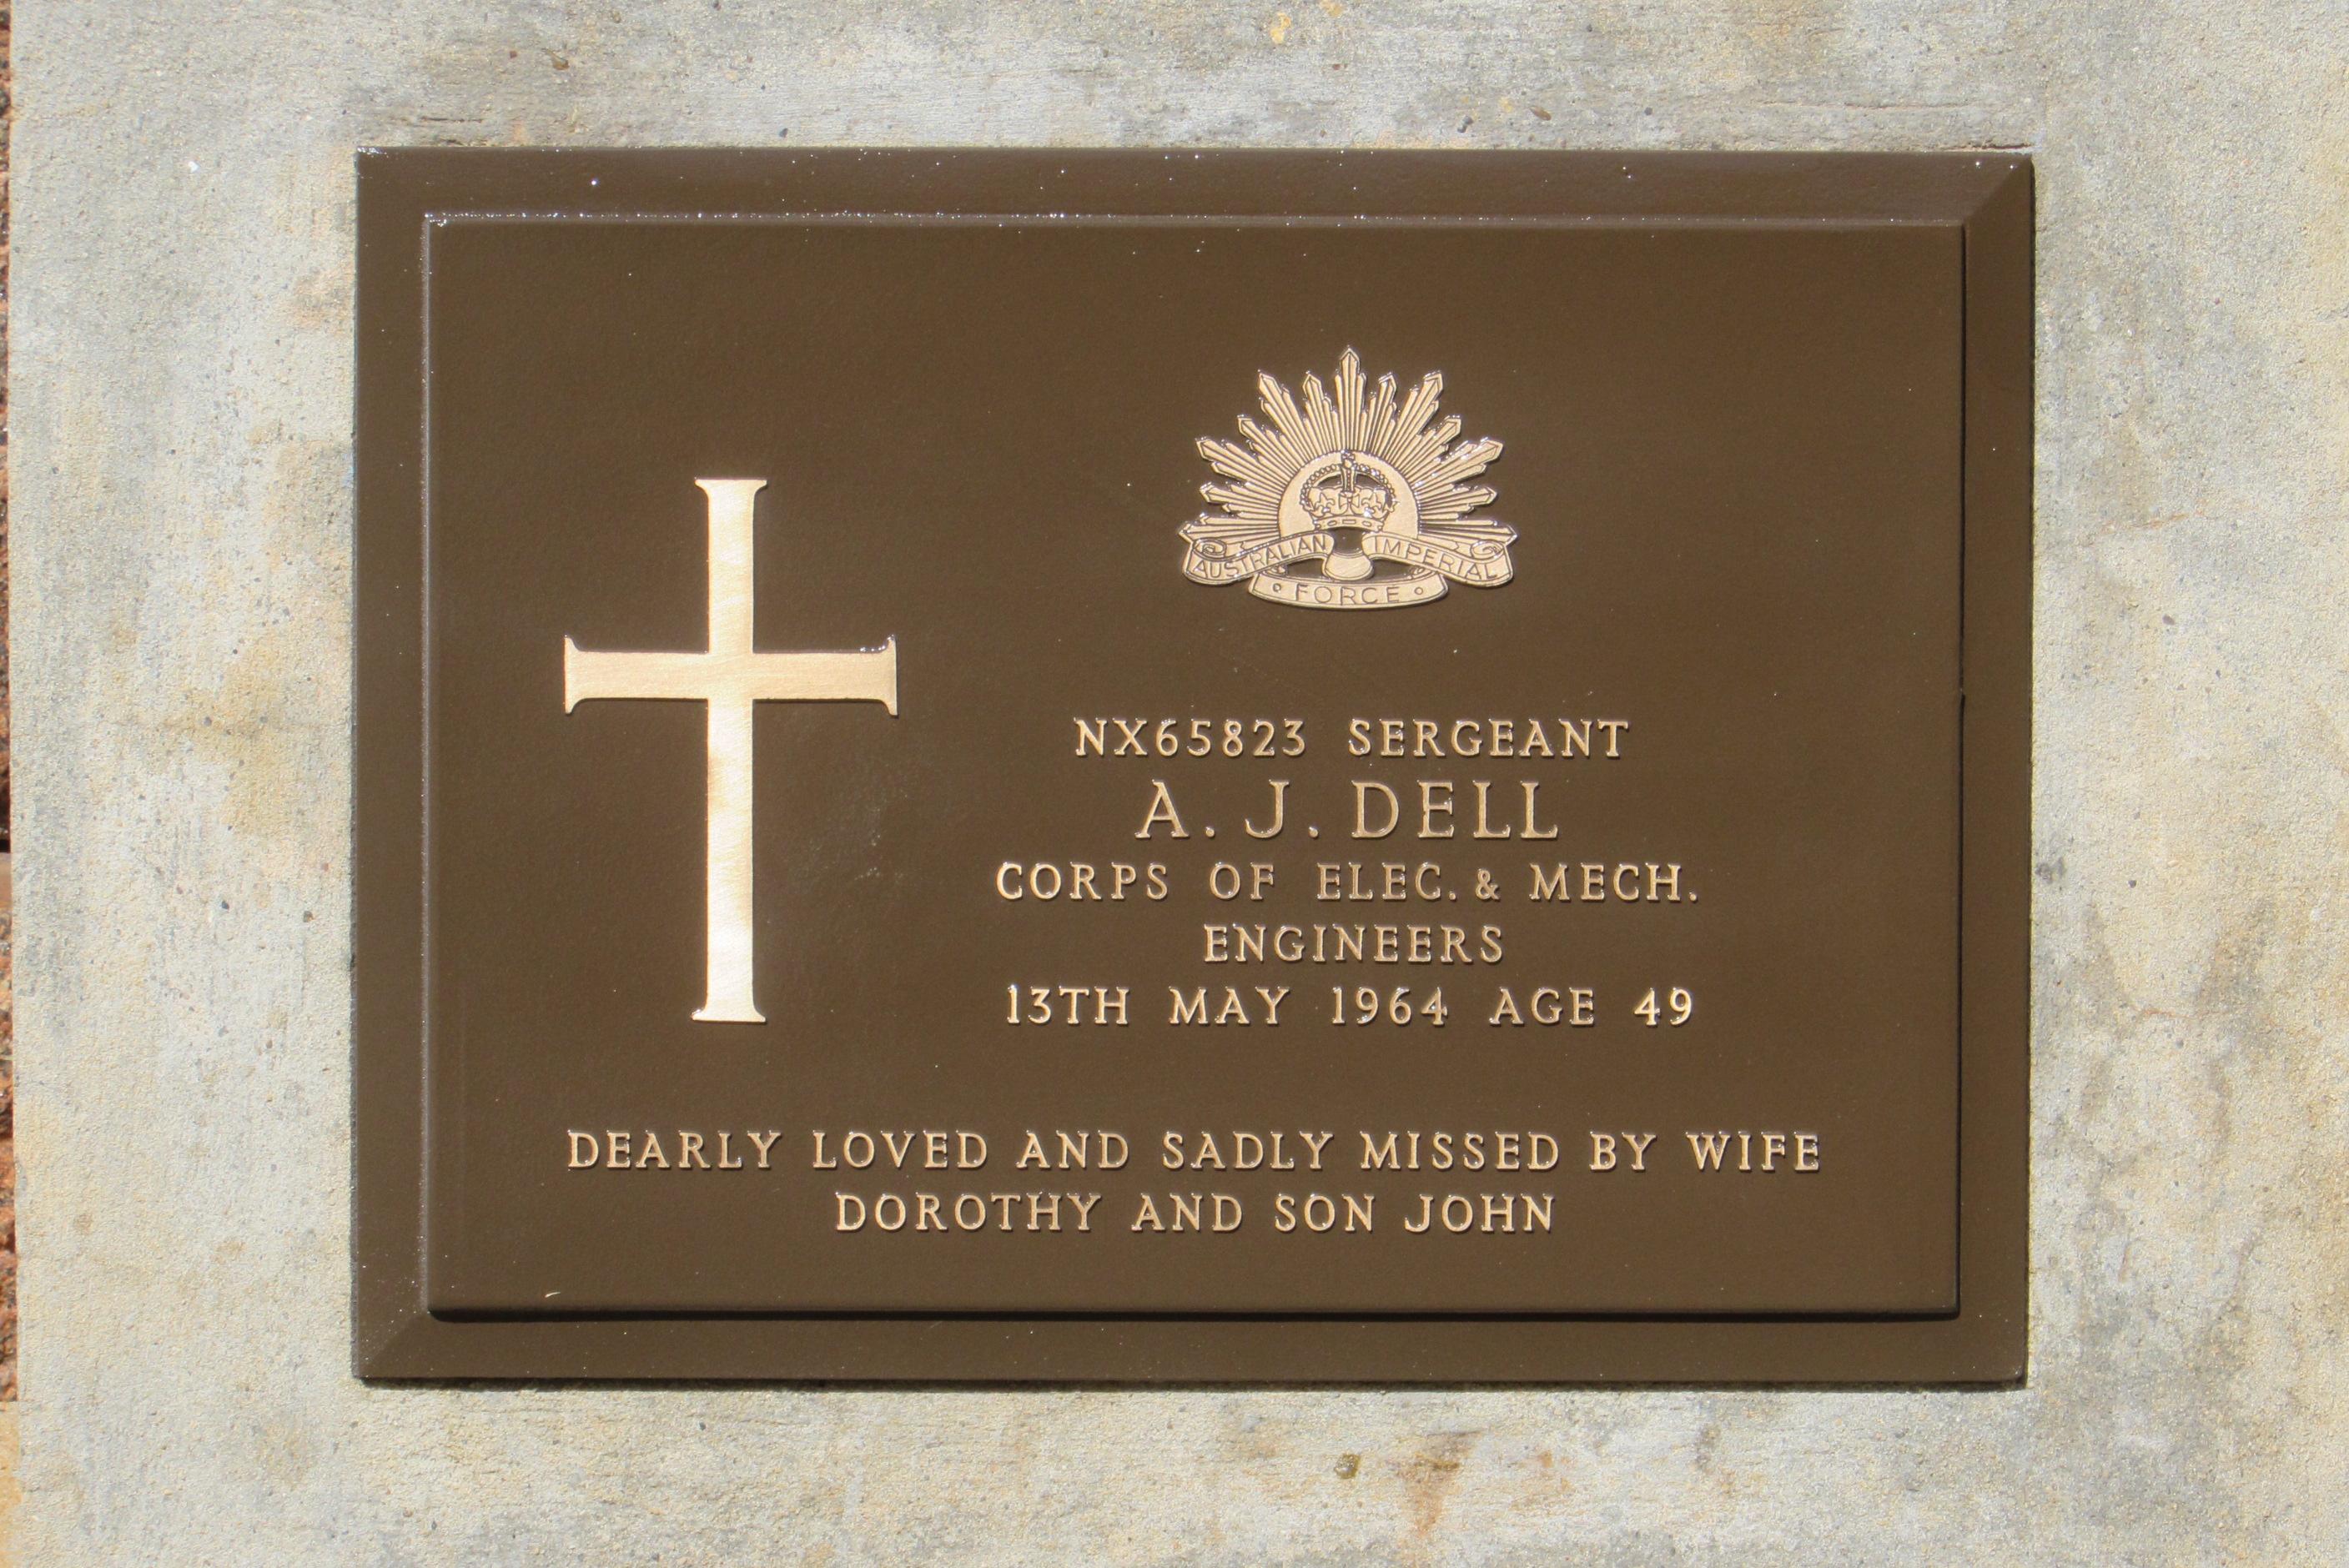 AUSTRALIAN IMPERIAL
FORCE
NX65823 SERGEANT
A. J. DELL
CORPS OF ELEC. & MECH.
ENGINEERS
13TH MAY 1964 AGE 49
DEARLY LOVED AND SADLY MISSED BY WIFE
DOROTHY AND SON JOHN